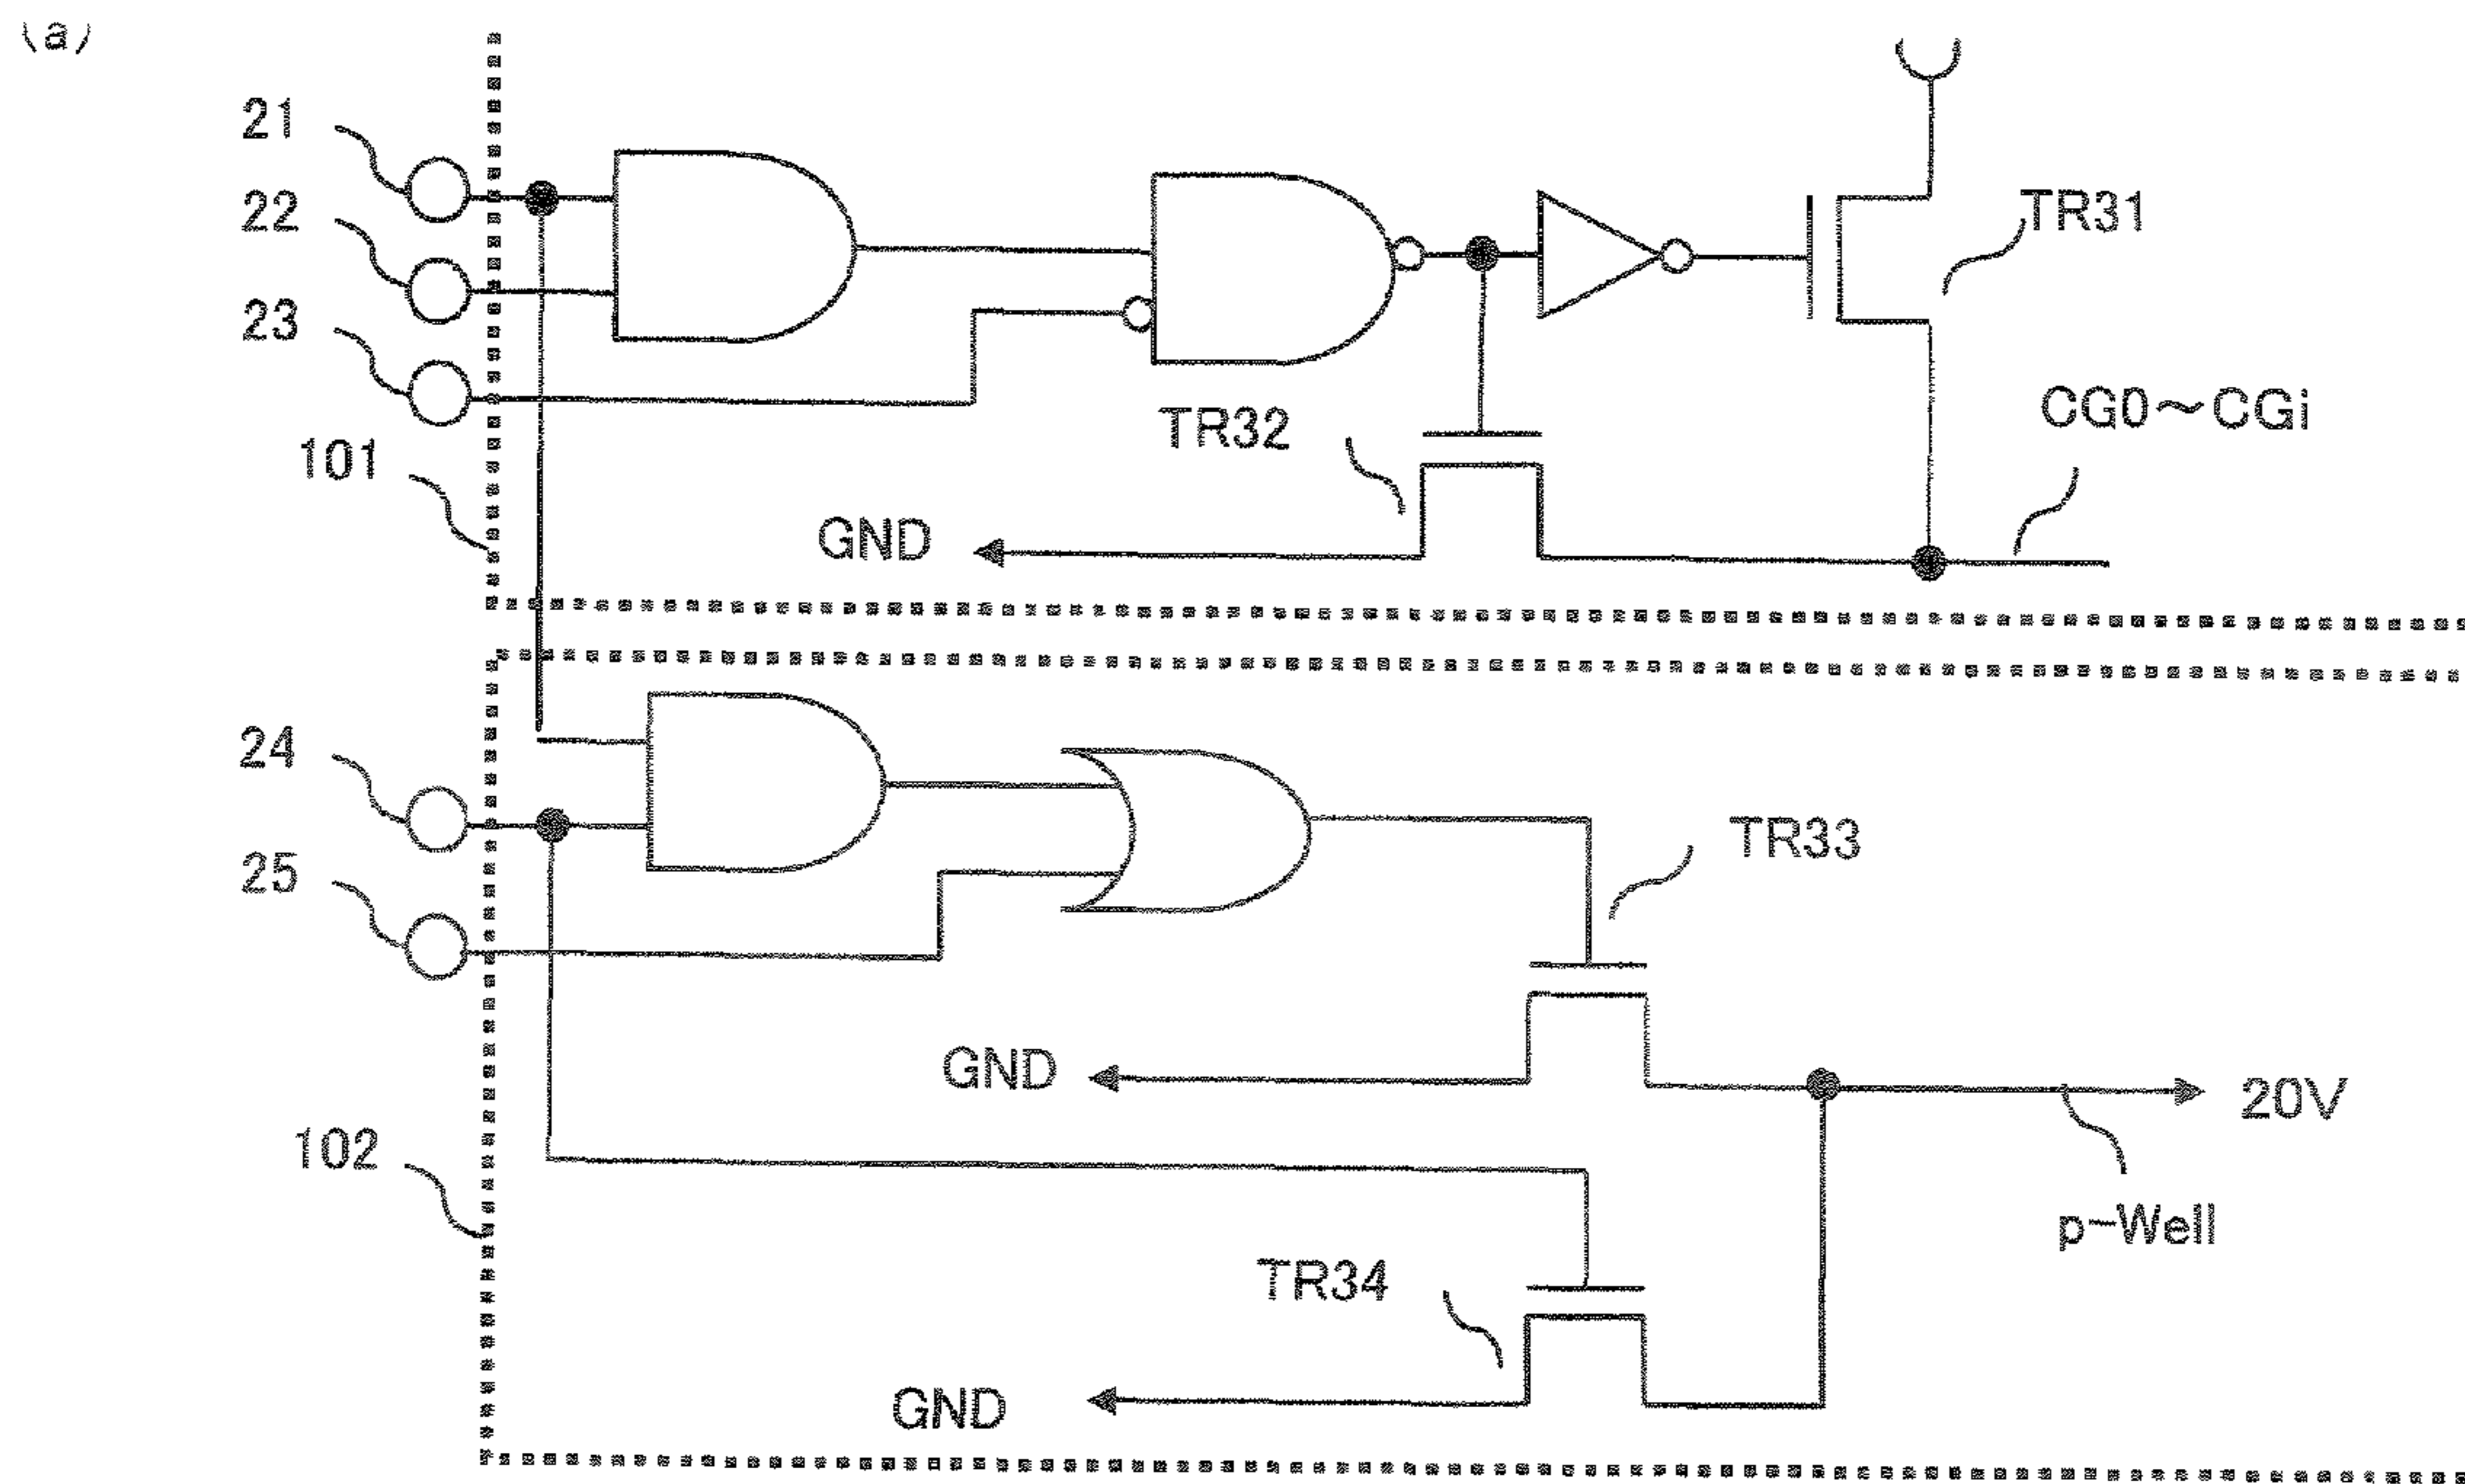 (a)
21
22
23
101
TR31
TR32
CG0~CGi
GND
24
25
102
TR33
GND
20V
p-Well
TR34
GND